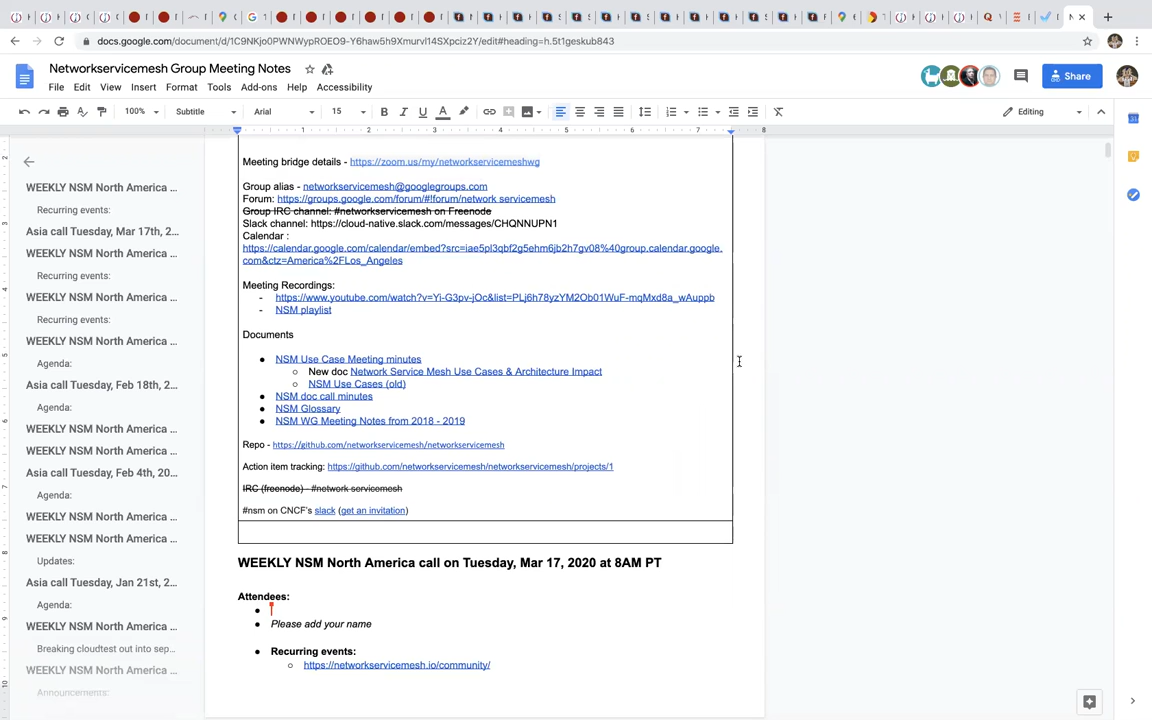 docs.google.com/document/d/1C9NKjo0PWNWypROEO9-Y6haw5h9Xmurvl14SXpciz2Y/edit#heading=h.5t1geskub843
Networkservicemesh Group Meeting Notes
File Edit View Insert Format Tools Add-ons Help Accessibility
Share
100% Subtitle Arial 15 B I U A Editing
1 2 3 4 5 6 7 8
Meeting bridge details - https://zoom.us/my/networkservicemeshwg
Group alias - networkservicemesh@googlegroups.com
Forum: https://groups.google.com/forum/#!forum/network servicemesh
Group IRC channel: #networkservicemesh on Freenode
Slack channel: https://cloud-native.slack.com/messages/CHQNNUPN1
Calendar :
https://calendar.google.com/calendar/embed?src=iae5pl3qbf2g5ehm6jb2h7gv08%40group.calendar.google.
com&ctz=America%2FLos_Angeles
Meeting Recordings:
- https://www.youtube.com/watch?v=Yi-G3pv-jOc&list=PLj6h78yzYM2Ob01WuF-mqMxd8a_wAuppb
- NSM playlist
Documents
● NSM Use Case Meeting minutes
○ New doc Network Service Mesh Use Cases & Architecture Impact
○ NSM Use Cases (old)
● NSM doc call minutes
● NSM Glossary
● NSM WG Meeting Notes from 2018 - 2019
Repo - https://github.com/networkservicemesh/networkservicemesh
Action item tracking: https://github.com/networkservicemesh/networkservicemesh/projects/1
IRC (freenode) - #network servicemesh
#nsm on CNCF's slack (get an invitation)
WEEKLY NSM North America call on Tuesday, Mar 17, 2020 at 8AM PT
Attendees:
●
● Please add your name
● Recurring events:
○ https://networkservicemesh.io/community/
WEEKLY NSM North America ...
Recurring events:
Asia call Tuesday, Mar 17th, 2...
WEEKLY NSM North America ...
Recurring events:
WEEKLY NSM North America ...
Recurring events:
WEEKLY NSM North America ...
Agenda:
Asia call Tuesday, Feb 18th, 2...
Agenda:
WEEKLY NSM North America ...
WEEKLY NSM North America ...
Asia call Tuesday, Feb 4th, 20...
Agenda:
WEEKLY NSM North America ...
WEEKLY NSM North America ...
Updates:
Asia call Tuesday, Jan 21st, 2...
Agenda:
WEEKLY NSM North America ...
Breaking cloudtest out into sep...
WEEKLY NSM North America ...
Announcements: